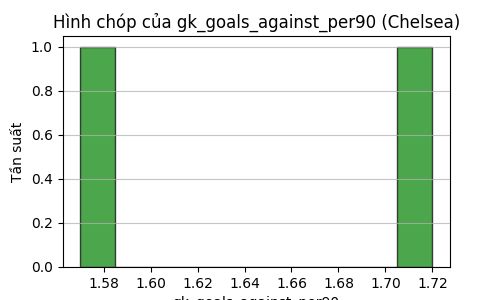 Hình chóp của gk_goals_against_per90 (Chelsea)
1.0
0.8
0.6
0.4
0.2
0.0
Tần suất
1.58 1.60 1.62 1.64 1.66 1.68 1.70 1.72
gk_goals_against_per90